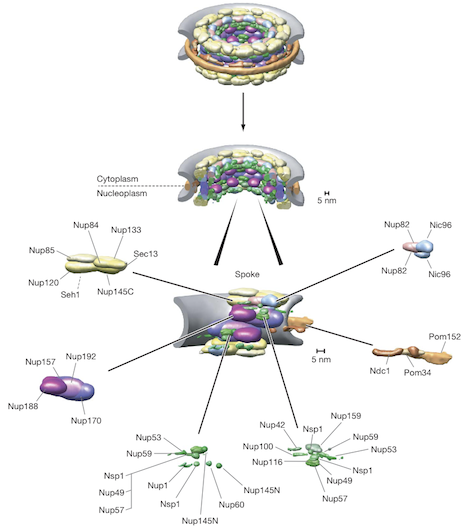 Cytoplasm
Nucleoplasm
5 nm
Nup84
Nup133
Nup85
Sec13
Nup120
Seh1
Nup145C
Spoke
Nup82
Nic96
Nup82
Nic96
5 nm
Pom152
Ndc1
Pom34
Nup157
Nup192
Nup188
Nup170
Nup53
Nup59
Nsp1
Nup1
Nup49
Nsp1
Nup57
Nup145N
Nup60
Nup145N
Nup159
Nup42
Nsp1
Nup59
Nup100
Nup53
Nup116
Nsp1
Nup49
Nup57